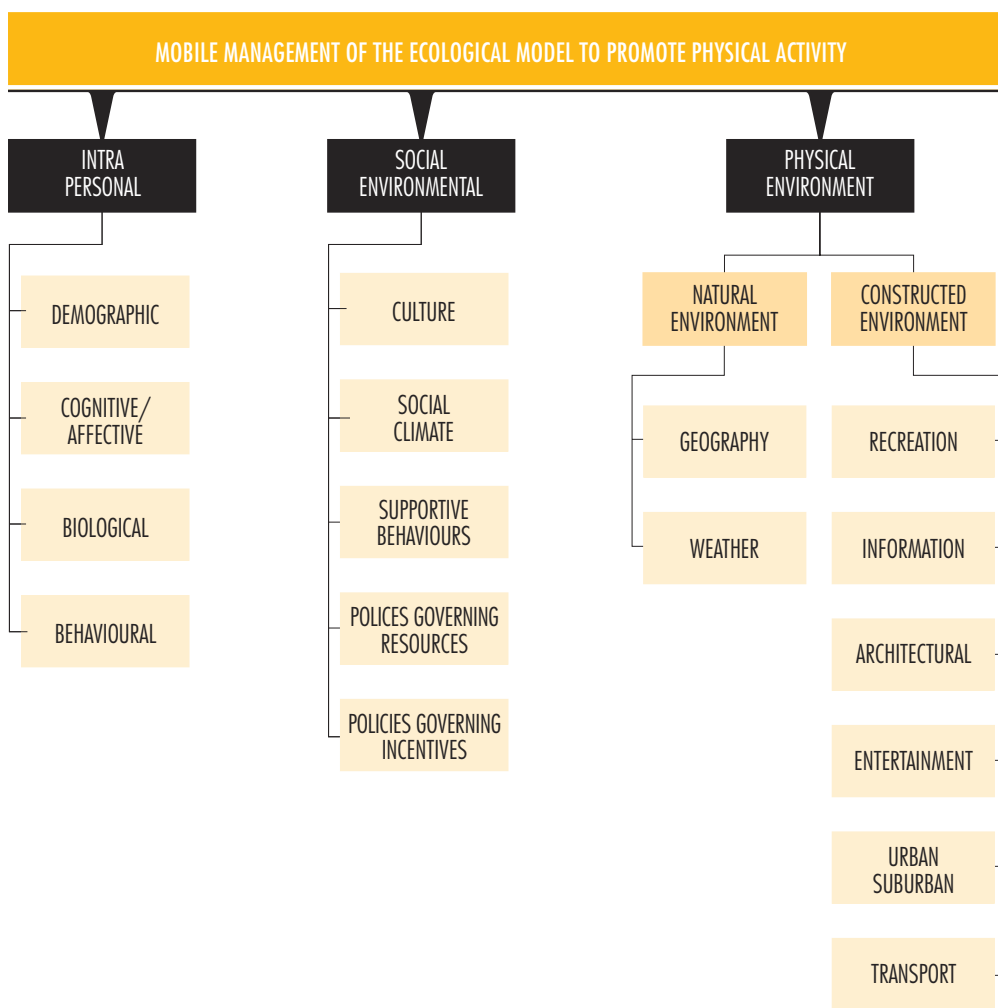 MOBILE MANAGEMENT OF THE ECOLOGICAL MODEL TO PROMOTE PHYSICAL ACTIVITY
INTRA
PERSONAL
SOCIAL
ENVIRONMENTAL
PHYSICAL
ENVIRONMENT
DEMOGRAPHIC
COGNITIVE/
AFFECTIVE
BIOLOGICAL
BEHAVIOURAL
CULTURE
SOCIAL
CLIMATE
SUPPORTIVE
BEHAVIOURS
POLICES GOVERNING
RESOURCES
POLICIES GOVERNING
INCENTIVES
NATURAL
ENVIRONMENT
GEOGRAPHY
WEATHER
CONSTRUCTED
ENVIRONMENT
RECREATION
INFORMATION
ARCHITECTURAL
ENTERTAINMENT
URBAN
SUBURBAN
TRANSPORT